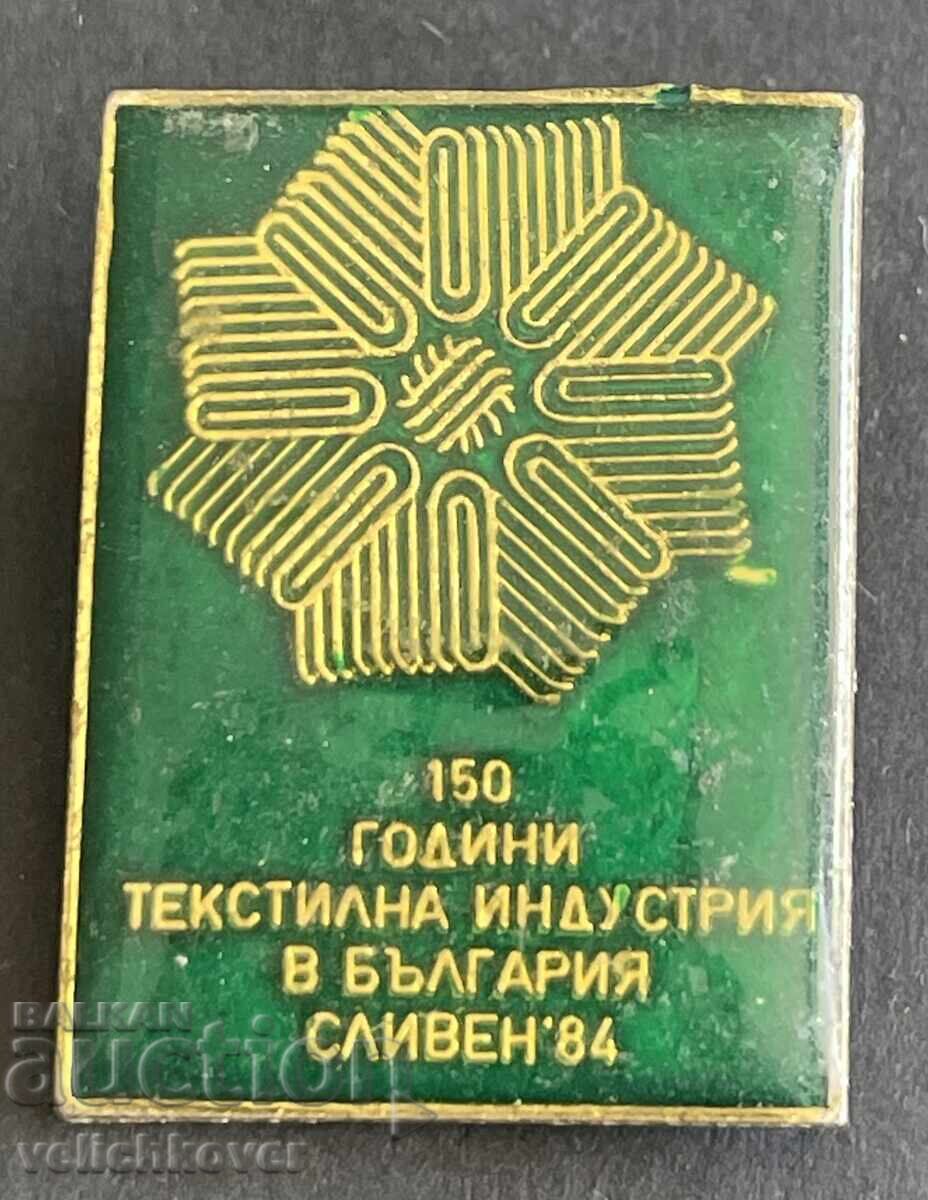 150
ГОДИНИ
ТЕКСТИЛНА ИНДУСТРИЯ
В БЪЛГАРИЯ
СЛИВЕН'84
BALKAN
auction
velichkover